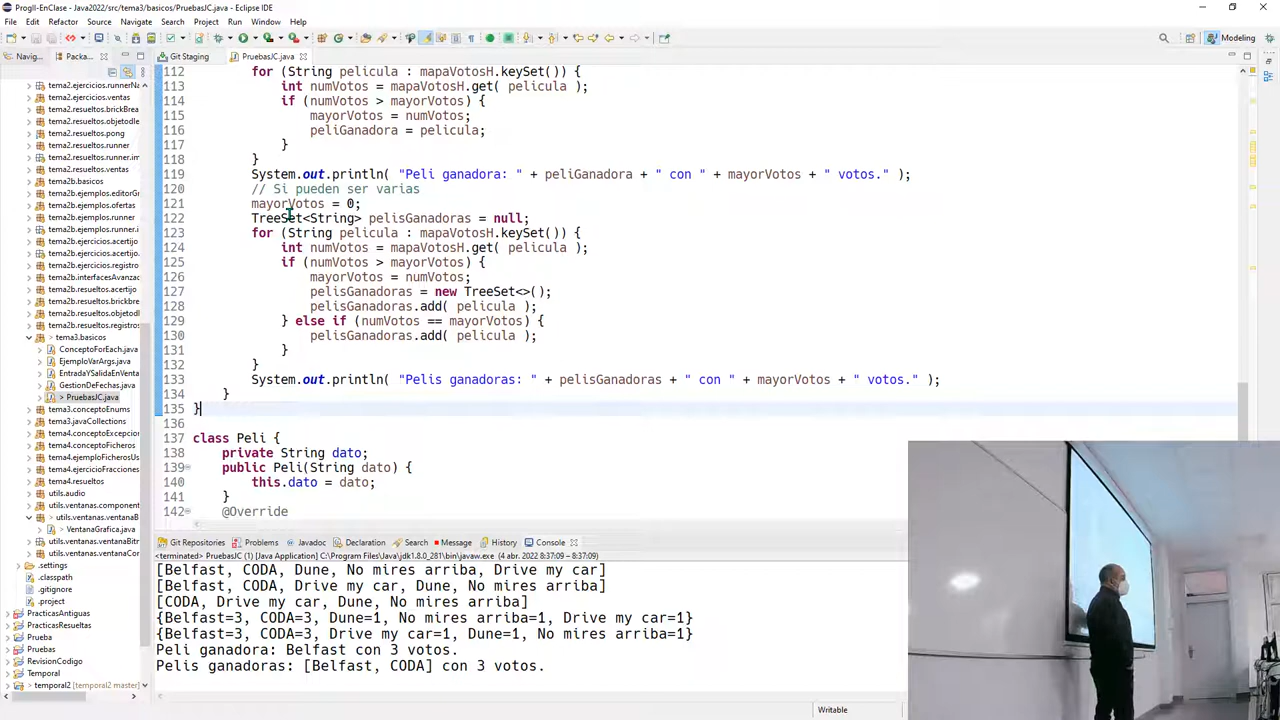 ProgII-EnClase - Java2022/src/tema3/basicos/PruebasJC.java - Eclipse IDE
File Edit Refactor Source Navigate Search Project Run Window Help
Modeling
Navig...
Packa...
Git Staging
PruebasJC.java
tema2.ejercicios.runnerNa
tema2.ejercicios.ventas
tema2.resueltos.brickBrea
tema2.resueltos.objetodle
tema2.resueltos.pong
tema2.resueltos.runner
tema2.resueltos.runner.im
tema2.resueltos.ventas
tema2b.basicos
tema2b.ejemplos.editorGr
tema2b.ejemplos.ofertas
tema2b.ejemplos.runner
tema2b.ejemplos.runner.i
tema2b.ejercicios.acertijo
tema2b.ejercicios.objetod
tema2b.ejercicios.registro
tema2b.interfacesAvanza
tema2b.resueltos.acertijo
tema2b.resueltos.brickbre
tema2b.resueltos.objetod
tema2b.resueltos.registro
tema3.basicos
ConceptoForEach.java
EjemploVarArgs.java
EntradaYSalidaEnVenta
GestionDeFechas.java
> PruebasJC.java
tema3.conceptoEnums
tema3.javaCollections
tema4.conceptoExcepcio
tema4.conceptoFicheros
tema4.ejemploFicherosUs
tema4.ejercicioFracciones
tema4.resueltos
utils.audio
utils.ventanas.component
utils.ventanas.ventanaB
VentanaGrafica.java
utils.ventanas.ventanaBitr
utils.ventanas.ventanaCor
.settings
.classpath
.gitignore
.project
PracticasAntiguas
PracticasResueltas
Prueba
Pruebas
RevisionCodigo
Temporal
> temporal2 [temporal2 master]
112 for (String pelicula : mapaVotosH.keySet()) {
113 int numVotos = mapaVotosH.get( pelicula );
114 if (numVotos > mayorVotos) {
115 mayorVotos = numVotos;
116 peliGanadora = pelicula;
117 }
118 }
119 System.out.println( "Peli ganadora: " + peliGanadora + " con " + mayorVotos + " votos." );
120 // Si pueden ser varias
121 mayorVotos = 0;
122 TreeSet<String> pelisGanadoras = null;
123 for (String pelicula : mapaVotosH.keySet()) {
124 int numVotos = mapaVotosH.get( pelicula );
125 if (numVotos > mayorVotos) {
126 mayorVotos = numVotos;
127 pelisGanadoras = new TreeSet<>();
128 pelisGanadoras.add( pelicula );
129 } else if (numVotos == mayorVotos) {
130 pelisGanadoras.add( pelicula );
131 }
132 }
133 System.out.println( "Pelis ganadoras: " + pelisGanadoras + " con " + mayorVotos + " votos." );
134 }
135 }
136
137 class Peli {
138 private String dato;
139 public Peli(String dato) {
140 this.dato = dato;
141 }
142 @Override
Git Repositories Problems Javadoc Declaration Search Message History Console
<terminated> PruebasJC (1) [Java Application] C:\Program Files\Java\jdk1.8.0_281\bin\javaw.exe (4 abr. 2022 8:37:09 – 8:37:09)
[Belfast, CODA, Dune, No mires arriba, Drive my car]
[Belfast, CODA, Drive my car, Dune, No mires arriba]
[CODA, Drive my car, Dune, No mires arriba]
{Belfast=3, CODA=3, Dune=1, No mires arriba=1, Drive my car=1}
{Belfast=3, CODA=3, Drive my car=1, Dune=1, No mires arriba=1}
Peli ganadora: Belfast con 3 votos.
Pelis ganadoras: [Belfast, CODA] con 3 votos.
Writable